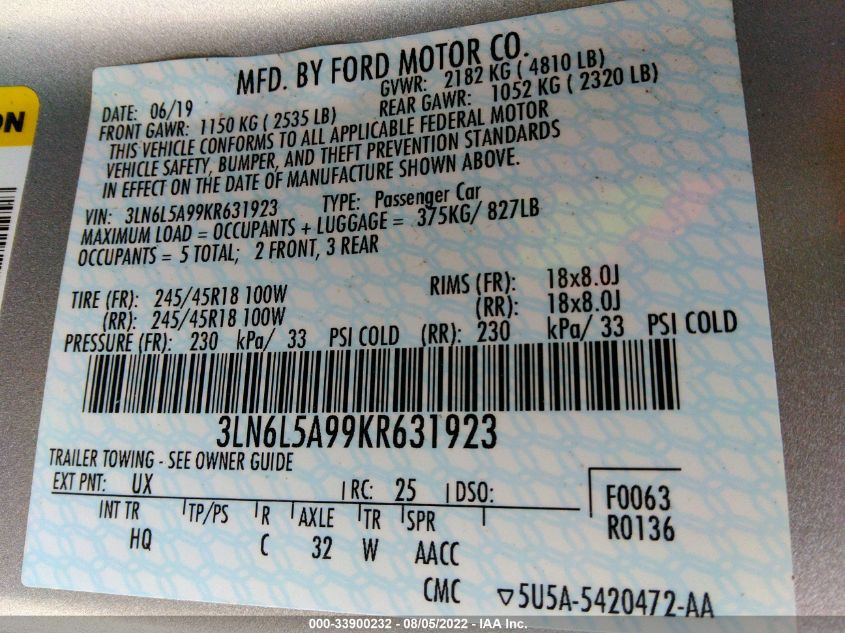 ON
MFD. BY FORD MOTOR CO.
DATE: 06/19 GVWR: 2182 KG ( 4810 LB)
FRONT GAWR: 1150 KG ( 2535 LB) REAR GAWR: 1052 KG ( 2320 LB)
THIS VEHICLE CONFORMS TO ALL APPLICABLE FEDERAL MOTOR
VEHICLE SAFETY, BUMPER, AND THEFT PREVENTION STANDARDS
IN EFFECT ON THE DATE OF MANUFACTURE SHOWN ABOVE.
VIN: 3LN6L5A99KR631923 TYPE: Passenger Car
MAXIMUM LOAD = OCCUPANTS + LUGGAGE = 375KG/ 827LB
OCCUPANTS = 5 TOTAL; 2 FRONT, 3 REAR
TIRE (FR): 245/45R18 100W RIMS (FR): 18x8.0J
(RR): 245/45R18 100W (RR): 18x8.0J
PRESSURE (FR): 230 kPa/ 33 PSI COLD (RR): 230 kPa/ 33 PSI COLD
3LN6L5A99KR631923
TRAILER TOWING - SEE OWNER GUIDE
EXT PNT: UX RC: 25 DSO:
INT TR TP/PS R AXLE TR SPR
HQ C 32 W AACC
F0063
R0136
CMC ▽5U5A-5420472-AA
000-33900232 - 08/05/2022 - IAA Inc.